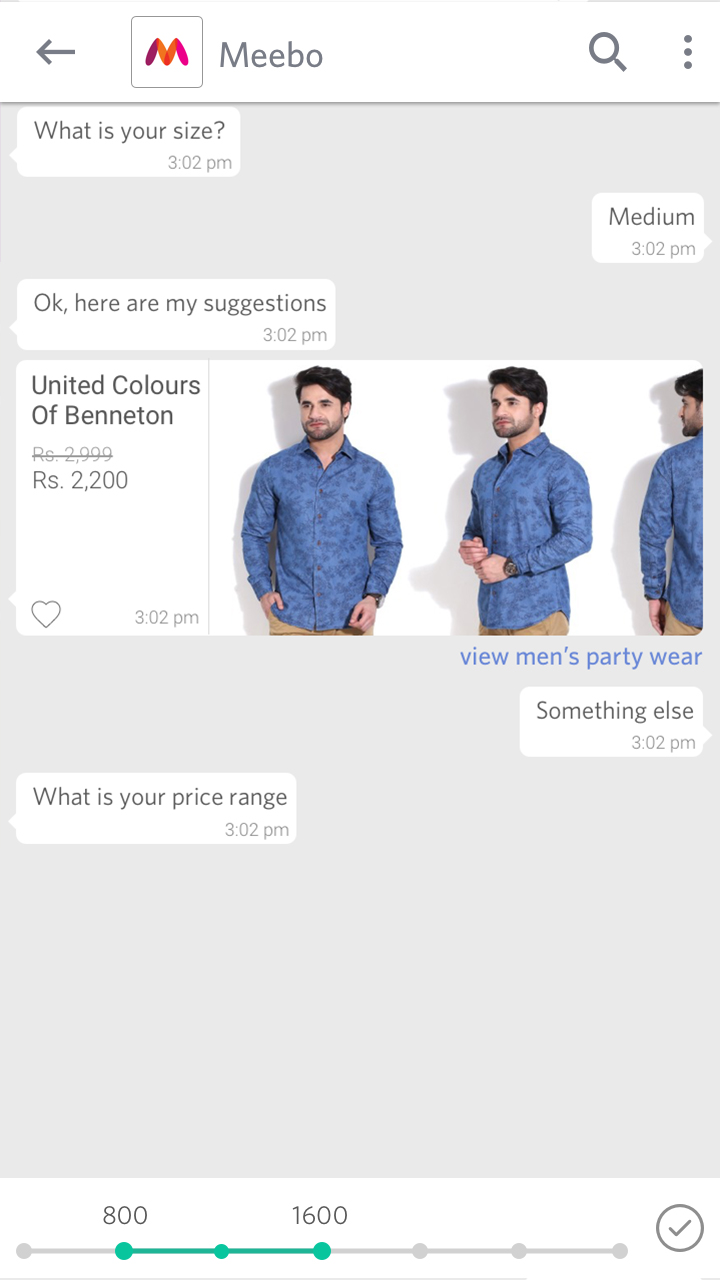 Meebo
What is your size?
3:02 pm
Medium
3:02 pm
Ok, here are my suggestions
3:02 pm
United Colours
Of Benneton
Rs. 2,999
Rs. 2,200
3:02 pm
view men's party wear
Something else
3:02 pm
What is your price range
3:02 pm
800 1600